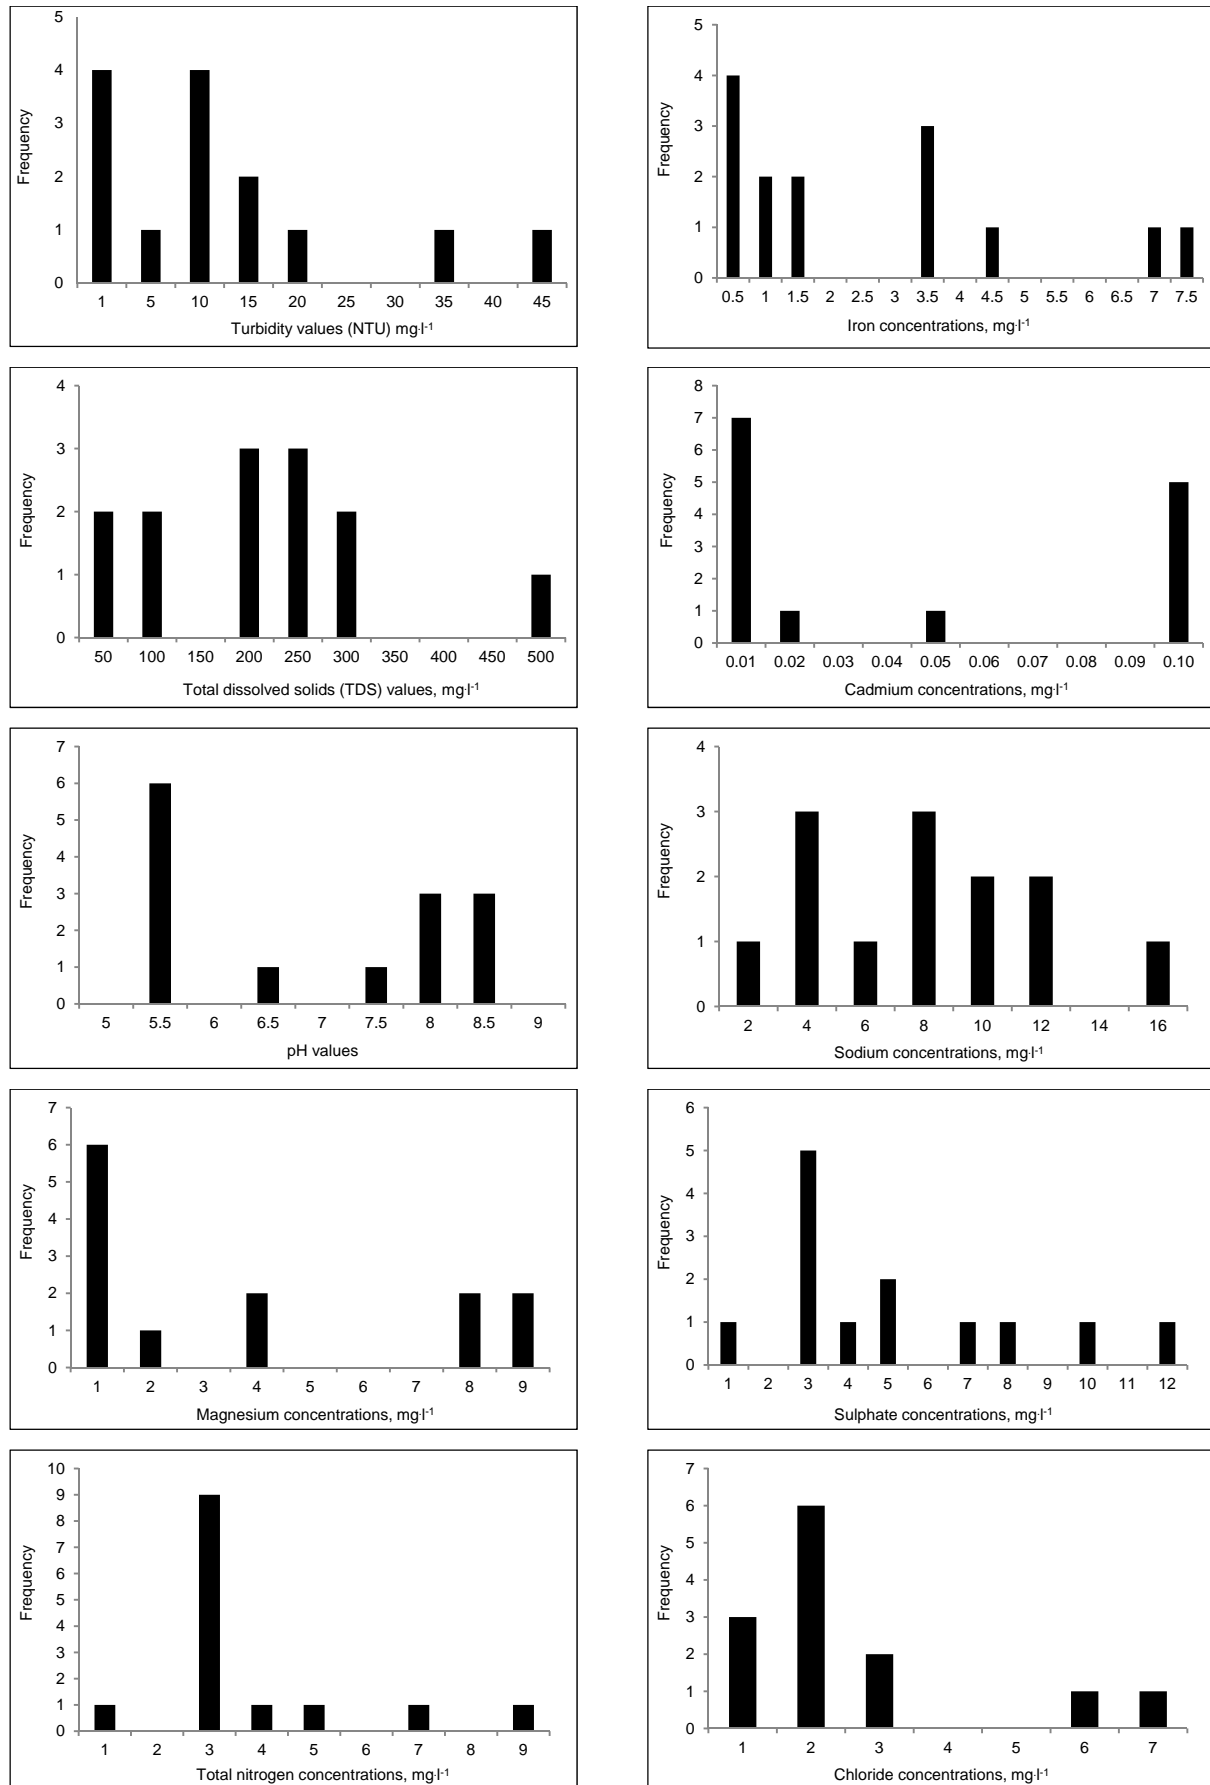 5
4
3
2
1
0
Frequency
1 5 10 15 20 25 30 35 40 45
Turbidity values (NTU) mg·l-1
5
4
3
2
1
0
Frequency
0.5 1 1.5 2 2.5 3 3.5 4 4.5 5 5.5 6 6.5 7 7.5
Iron concentrations, mg·l-1
4
3
2
1
0
Frequency
50 100 150 200 250 300 350 400 450 500
Total dissolved solids (TDS) values, mg·l-1
8
7
6
5
4
3
2
1
0
Frequency
0.01 0.02 0.03 0.04 0.05 0.06 0.07 0.08 0.09 0.10
Cadmium concentrations, mg·l-1
7
6
5
4
3
2
1
0
Frequency
5 5.5 6 6.5 7 7.5 8 8.5 9
pH values
4
3
2
1
0
Frequency
2 4 6 8 10 12 14 16
Sodium concentrations, mg·l-1
7
6
5
4
3
2
1
0
Frequency
1 2 3 4 5 6 7 8 9
Magnesium concentrations, mg·l-1
6
5
4
3
2
1
0
Frequency
1 2 3 4 5 6 7 8 9 10 11 12
Sulphate concentrations, mg·l-1
10
9
8
7
6
5
4
3
2
1
0
Frequency
1 2 3 4 5 6 7 8 9
Total nitrogen concentrations, mg·l-1
7
6
5
4
3
2
1
0
Frequency
1 2 3 4 5 6 7
Chloride concentrations, mg·l-1